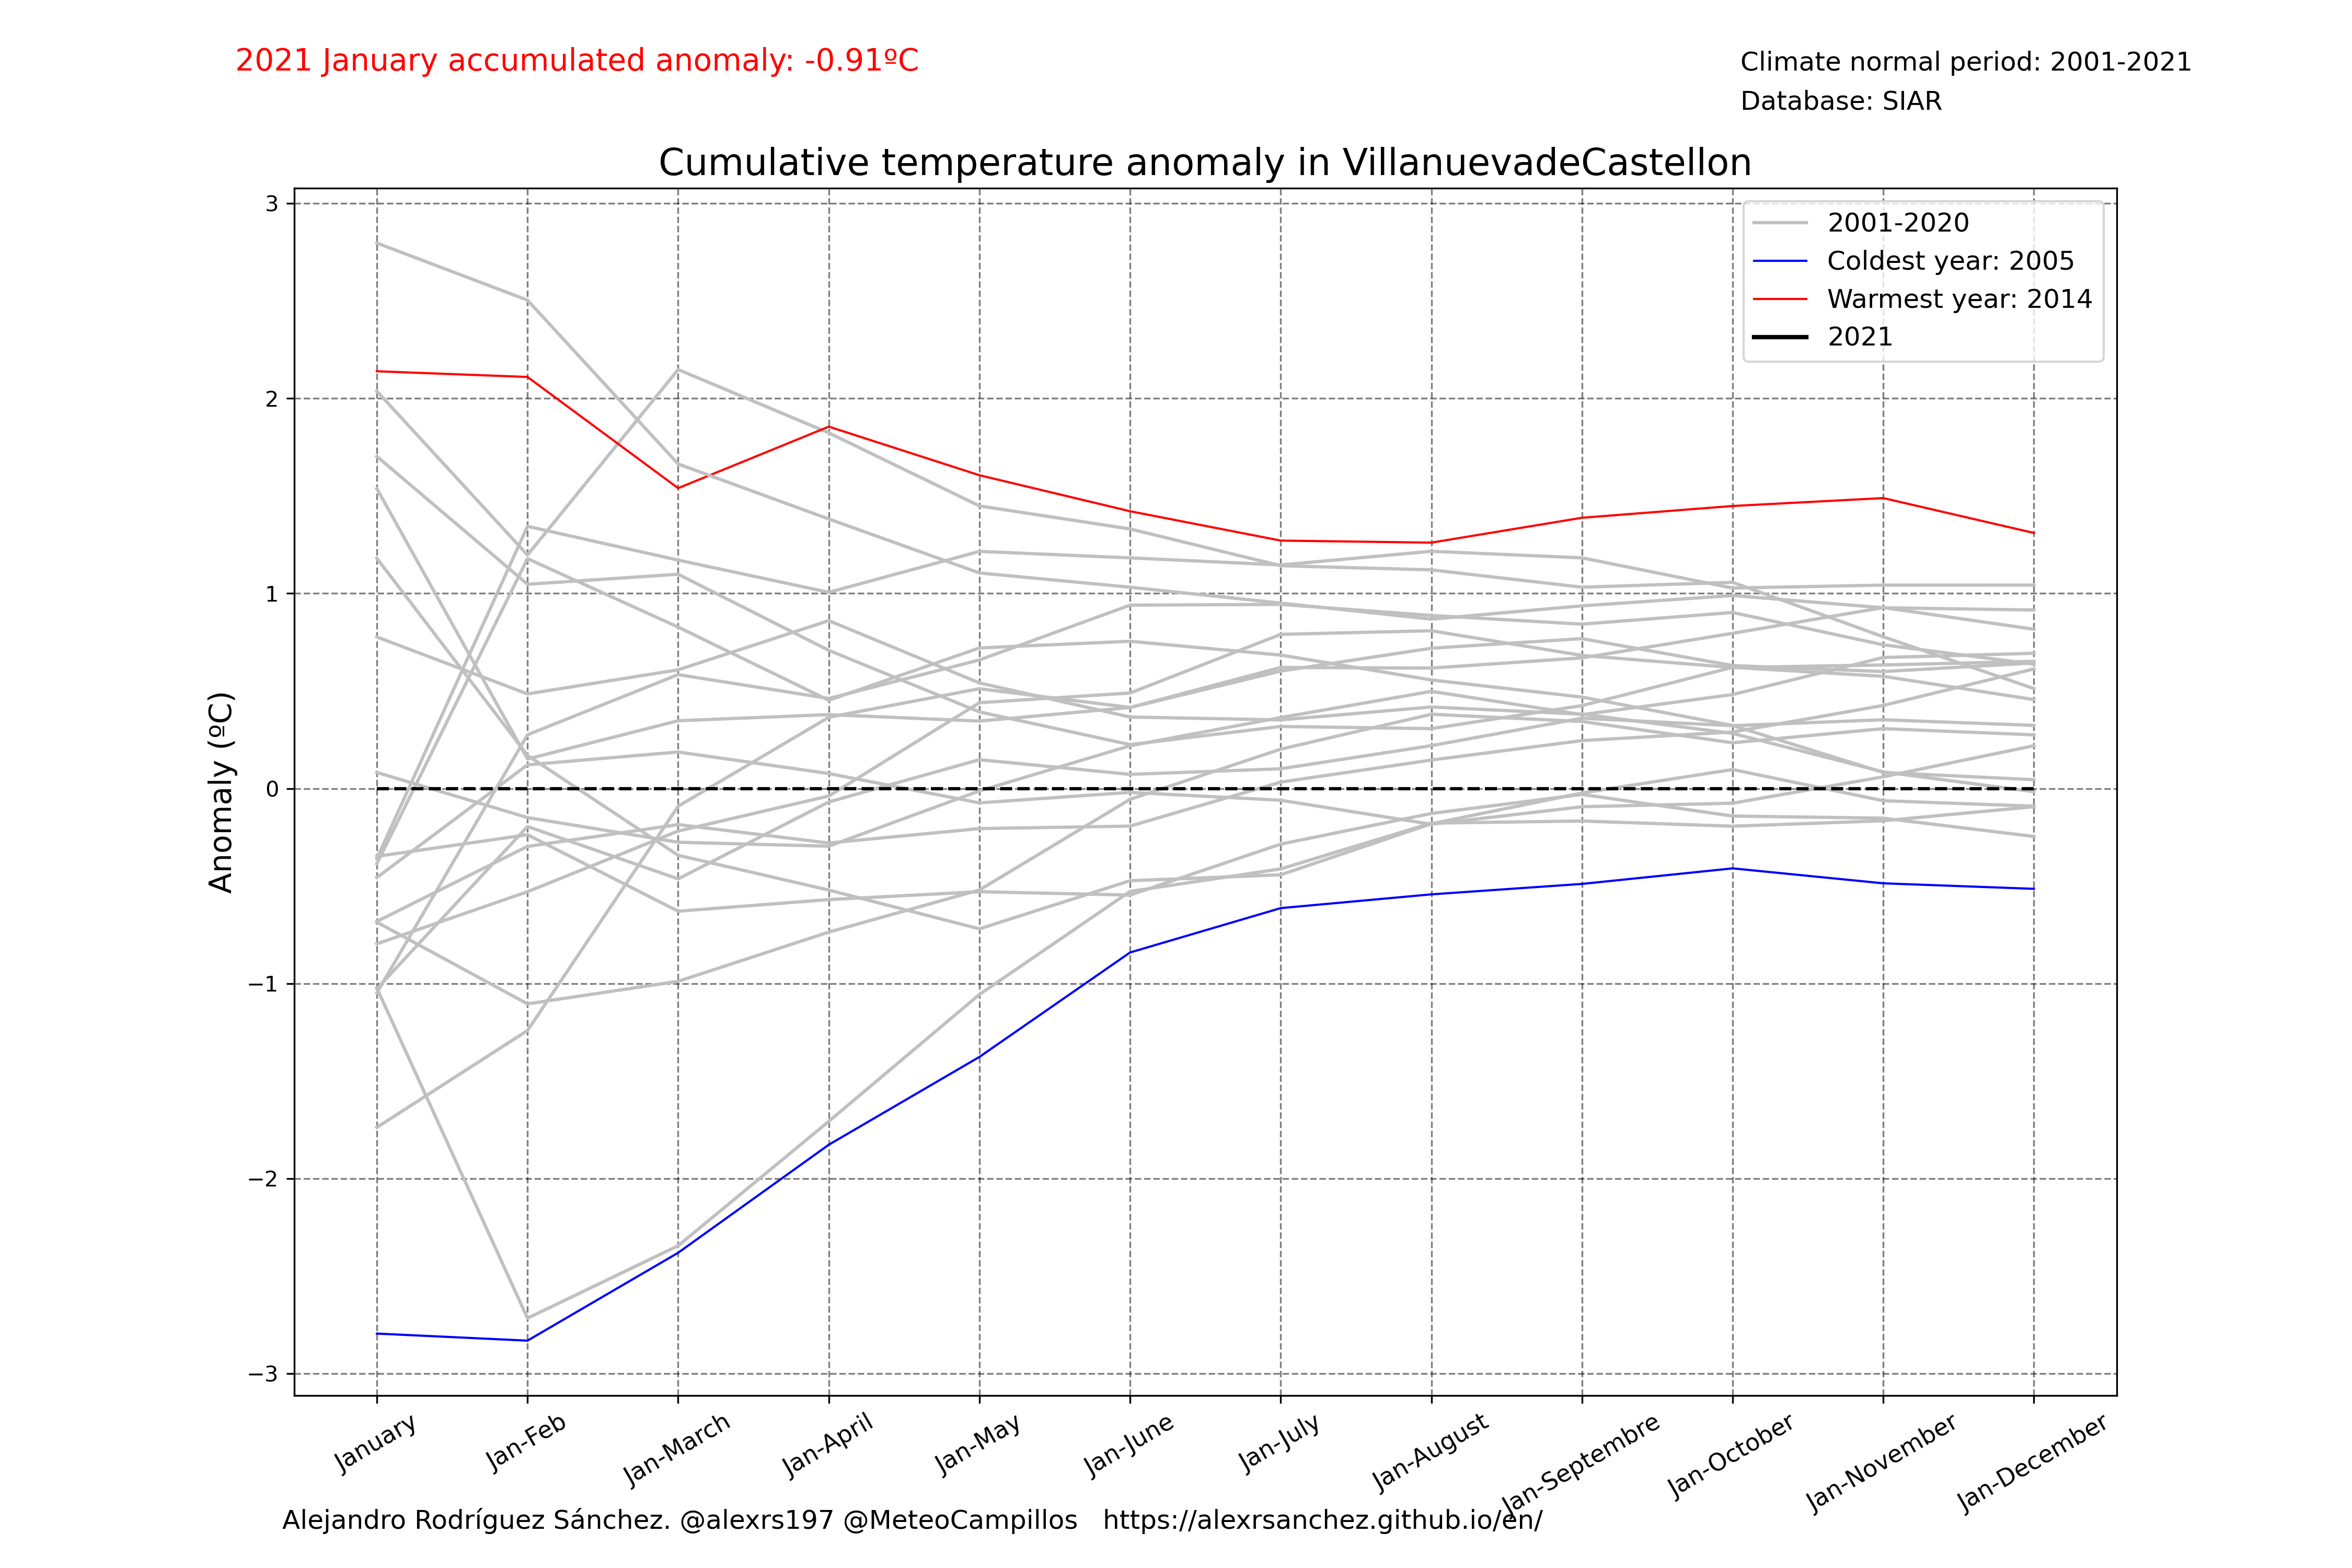 2021 January accumulated anomaly: -0.91ºC
Climate normal period: 2001-2021
Database: SIAR
Cumulative temperature anomaly in VillanuevadeCastellon
2001-2020
Coldest year: 2005
Warmest year: 2014
2021
Anomaly (ºC)
3
2
1
0
−1
−2
−3
January
Jan-Feb
Jan-March
Jan-April
Jan-May
Jan-June
Jan-July
Jan-August
Jan-Septembre
Jan-October
Jan-November
Jan-December
Alejandro Rodríguez Sánchez. @alexrs197 @MeteoCampillos   https://alexrsanchez.github.io/en/